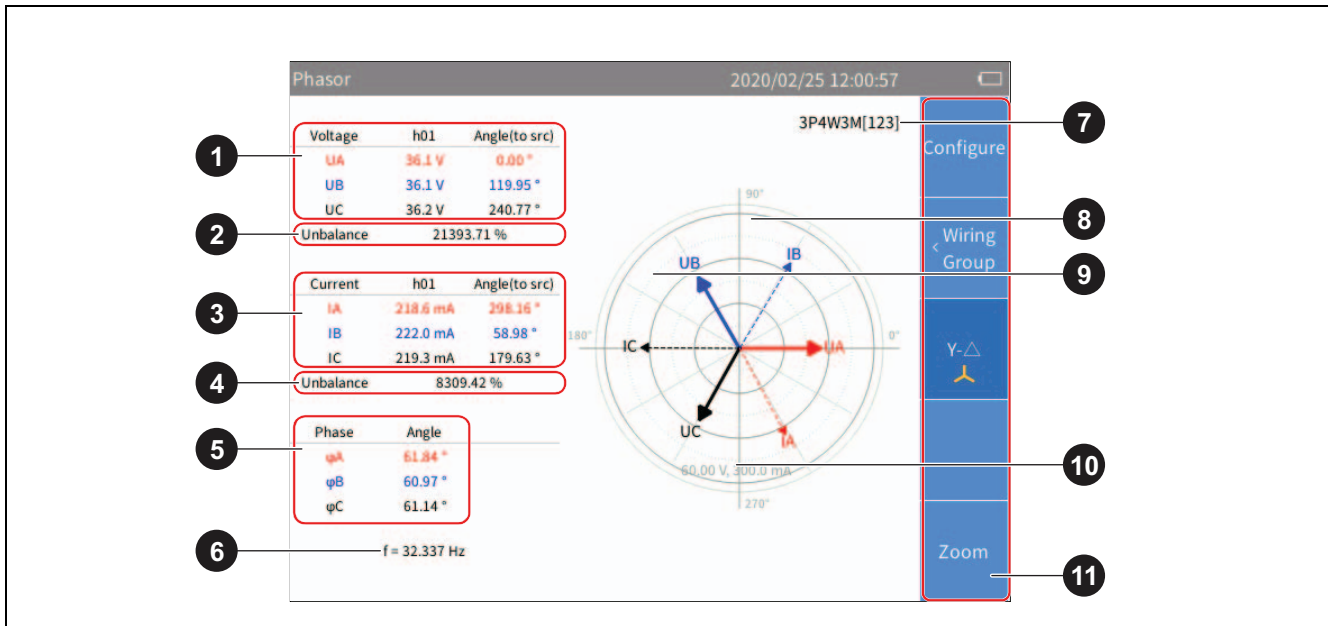 Phasor 2020/02/25 12:00:57
3P4W3M[123] 7
Voltage h01 Angle(to src)
1 UA 36.1 V 0.00 °
UB 36.1 V 119.95 °
UC 36.2 V 240.77 °
2 Unbalance 21393.71 %
Current h01 Angle(to src)
3 IA 218.6 mA 298.16 °
IB 222.0 mA 58.98 °
IC 219.3 mA 179.63 °
4 Unbalance 8309.42 %
Phase Angle
5 φA 61.84 °
φB 60.97 °
φC 61.14 °
6 f = 32.337 Hz
90°
8
UB IB
9
180° IC UA 0°
UC IA
60.00 V, 300.0 mA 10
270°
Configure
< Wiring
Group
Y-△
Zoom
11